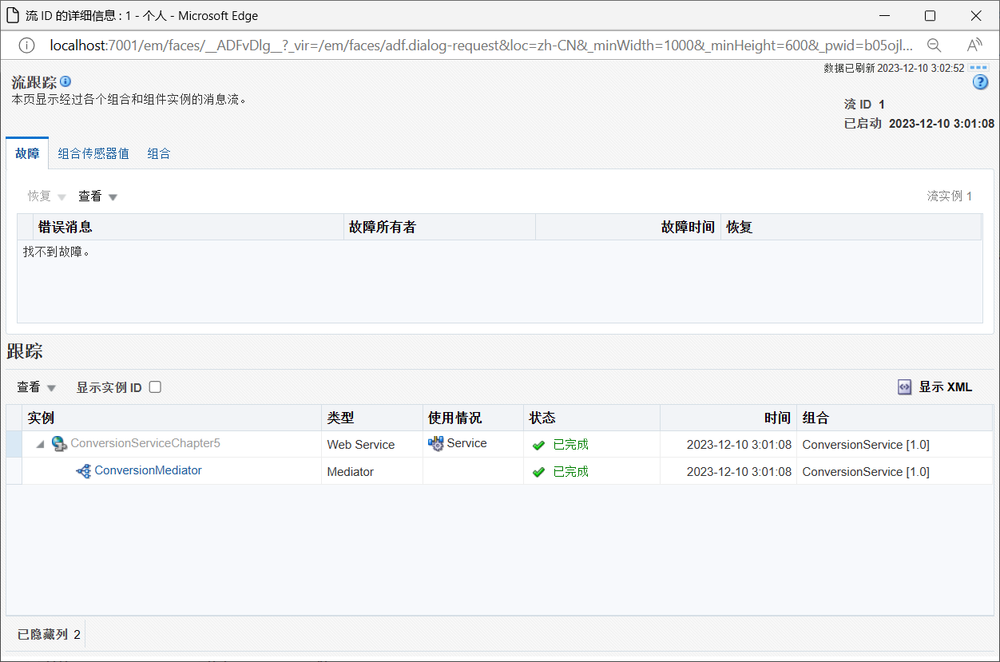 流 ID 的详细信息 : 1 - 个人 - Microsoft Edge
localhost:7001/em/faces/__ADFvDlg__?_vir=/em/faces/adf.dialog-request&loc=zh-CN&_minWidth=1000&_minHeight=600&_pwid=b05ojl...
数据已刷新 2023-12-10 3:02:52
流跟踪
本页显示经过各个组合和组件实例的消息流。
流 ID 1
已启动 2023-12-10 3:01:08
故障 组合传感器值 组合
恢复 查看 流实例 1
错误消息 故障所有者 故障时间 恢复
找不到故障。
跟踪
查看 显示实例 ID 显示 XML
实例 类型 使用情况 状态 时间 组合
ConversionServiceChapter5 Web Service Service 已完成 2023-12-10 3:01:08 ConversionService [1.0]
ConversionMediator Mediator 已完成 2023-12-10 3:01:08 ConversionService [1.0]
已隐藏列 2